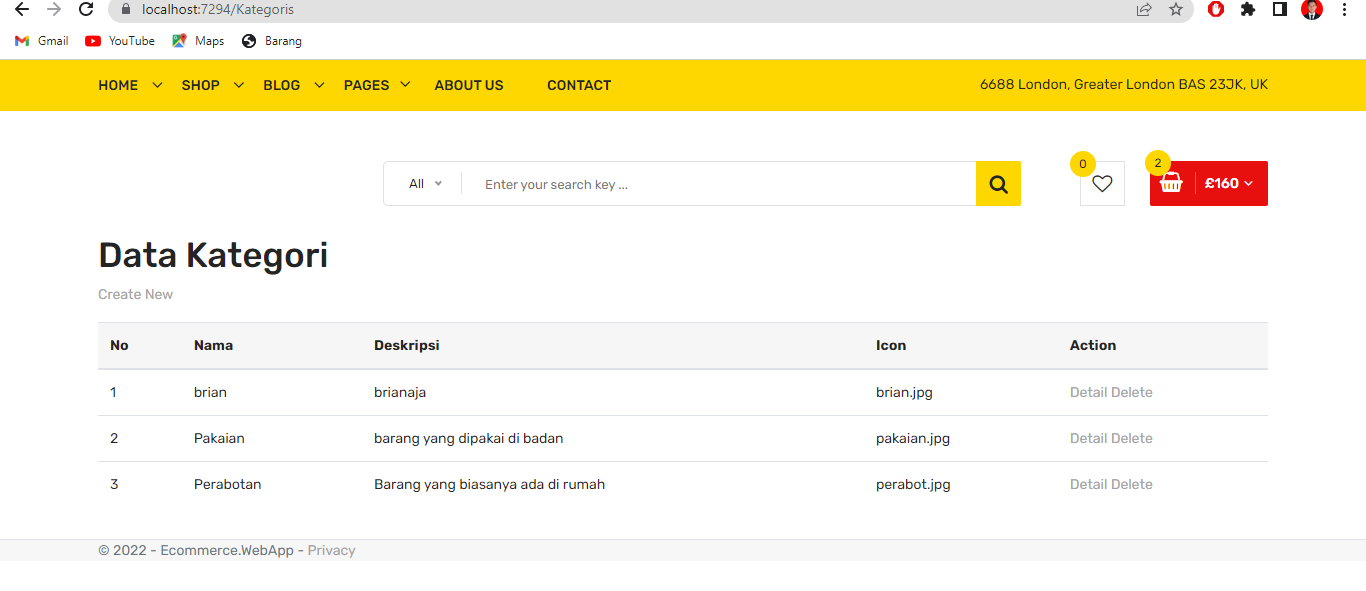 localhost:7294/Kategoris
Gmail YouTube Maps Barang
HOME SHOP BLOG PAGES ABOUT US CONTACT 6688 London, Greater London BAS 23JK, UK
All Enter your search key ... 0 2 £160
Data Kategori
Create New
No Nama Deskripsi Icon Action
1 brian brianaja brian.jpg Detail Delete
2 Pakaian barang yang dipakai di badan pakaian.jpg Detail Delete
3 Perabotan Barang yang biasanya ada di rumah perabot.jpg Detail Delete
© 2022 - Ecommerce.WebApp - Privacy